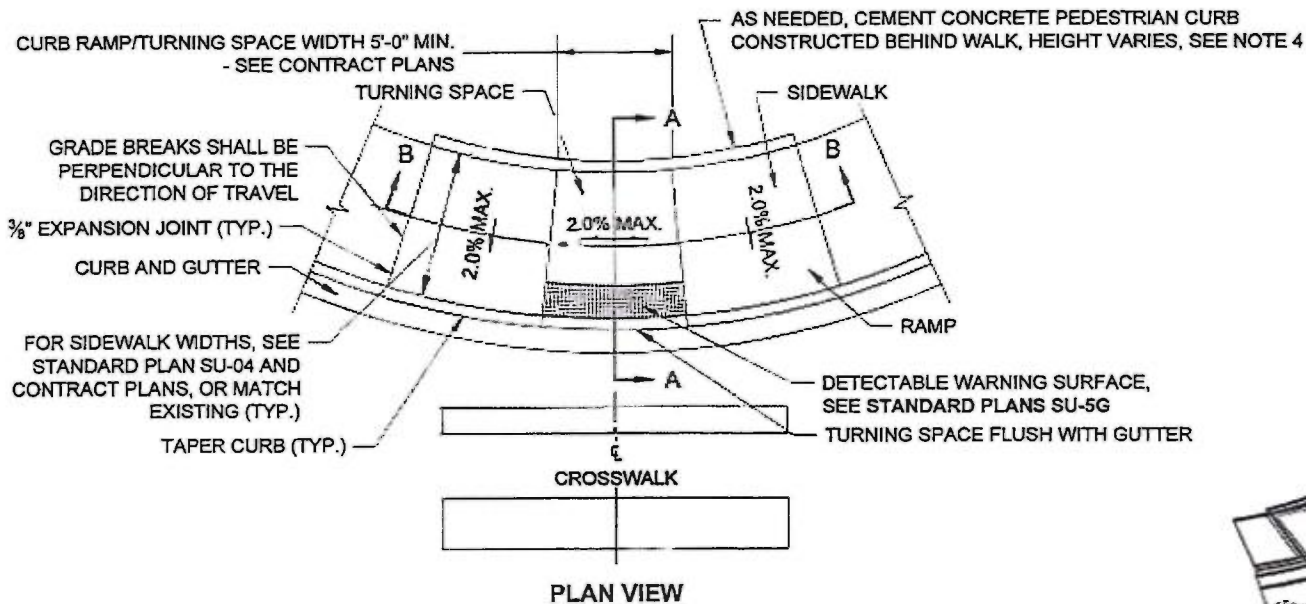 CURB RAMP/TURNING SPACE WIDTH 5'-0" MIN.
- SEE CONTRACT PLANS
AS NEEDED, CEMENT CONCRETE PEDESTRIAN CURB
CONSTRUCTED BEHIND WALK, HEIGHT VARIES, SEE NOTE 4
TURNING SPACE
SIDEWALK
A
GRADE BREAKS SHALL BE
PERPENDICULAR TO THE
DIRECTION OF TRAVEL
B
B
⅜" EXPANSION JOINT (TYP.)
2.0% MAX.
2.0% MAX.
2.0% MAX.
CURB AND GUTTER
RAMP
FOR SIDEWALK WIDTHS, SEE
STANDARD PLAN SU-04 AND
CONTRACT PLANS, OR MATCH
EXISTING (TYP.)
A
DETECTABLE WARNING SURFACE,
SEE STANDARD PLANS SU-5G
TAPER CURB (TYP.)
TURNING SPACE FLUSH WITH GUTTER
℄
CROSSWALK
PLAN VIEW